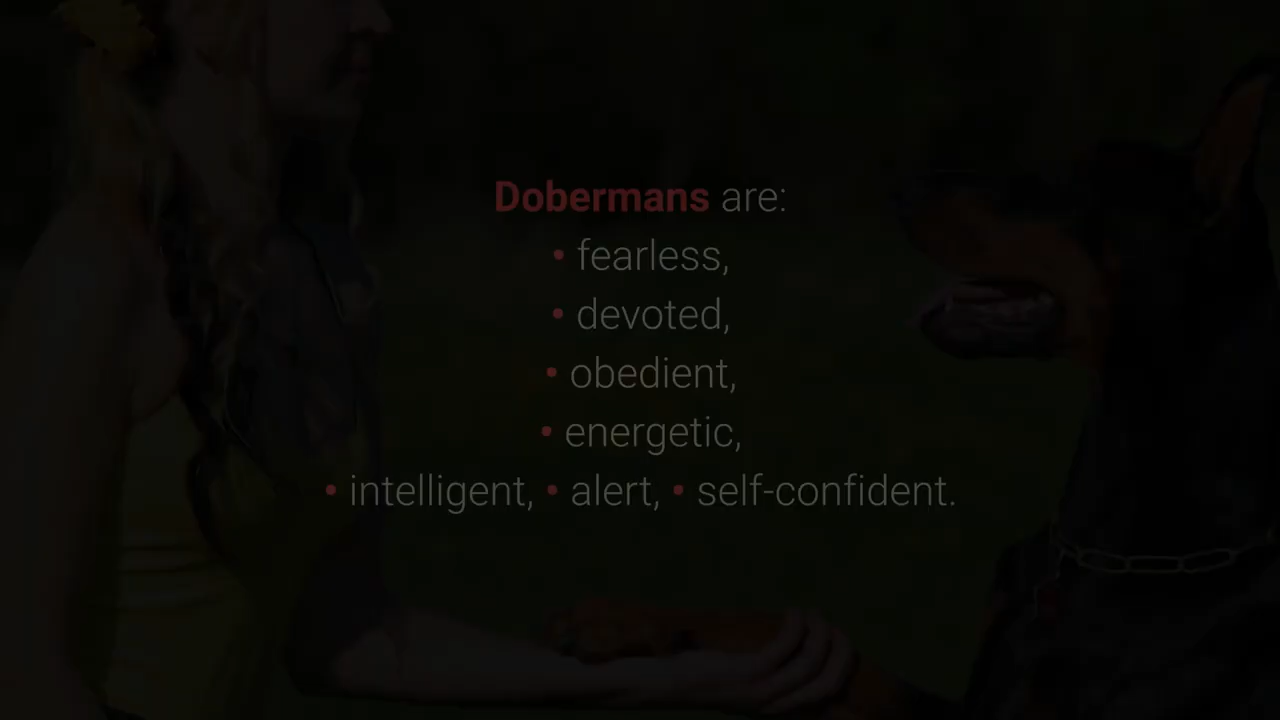 Dobermans are:
• fearless,
• devoted,
• obedient,
• energetic,
• intelligent, • alert, • self-confident.